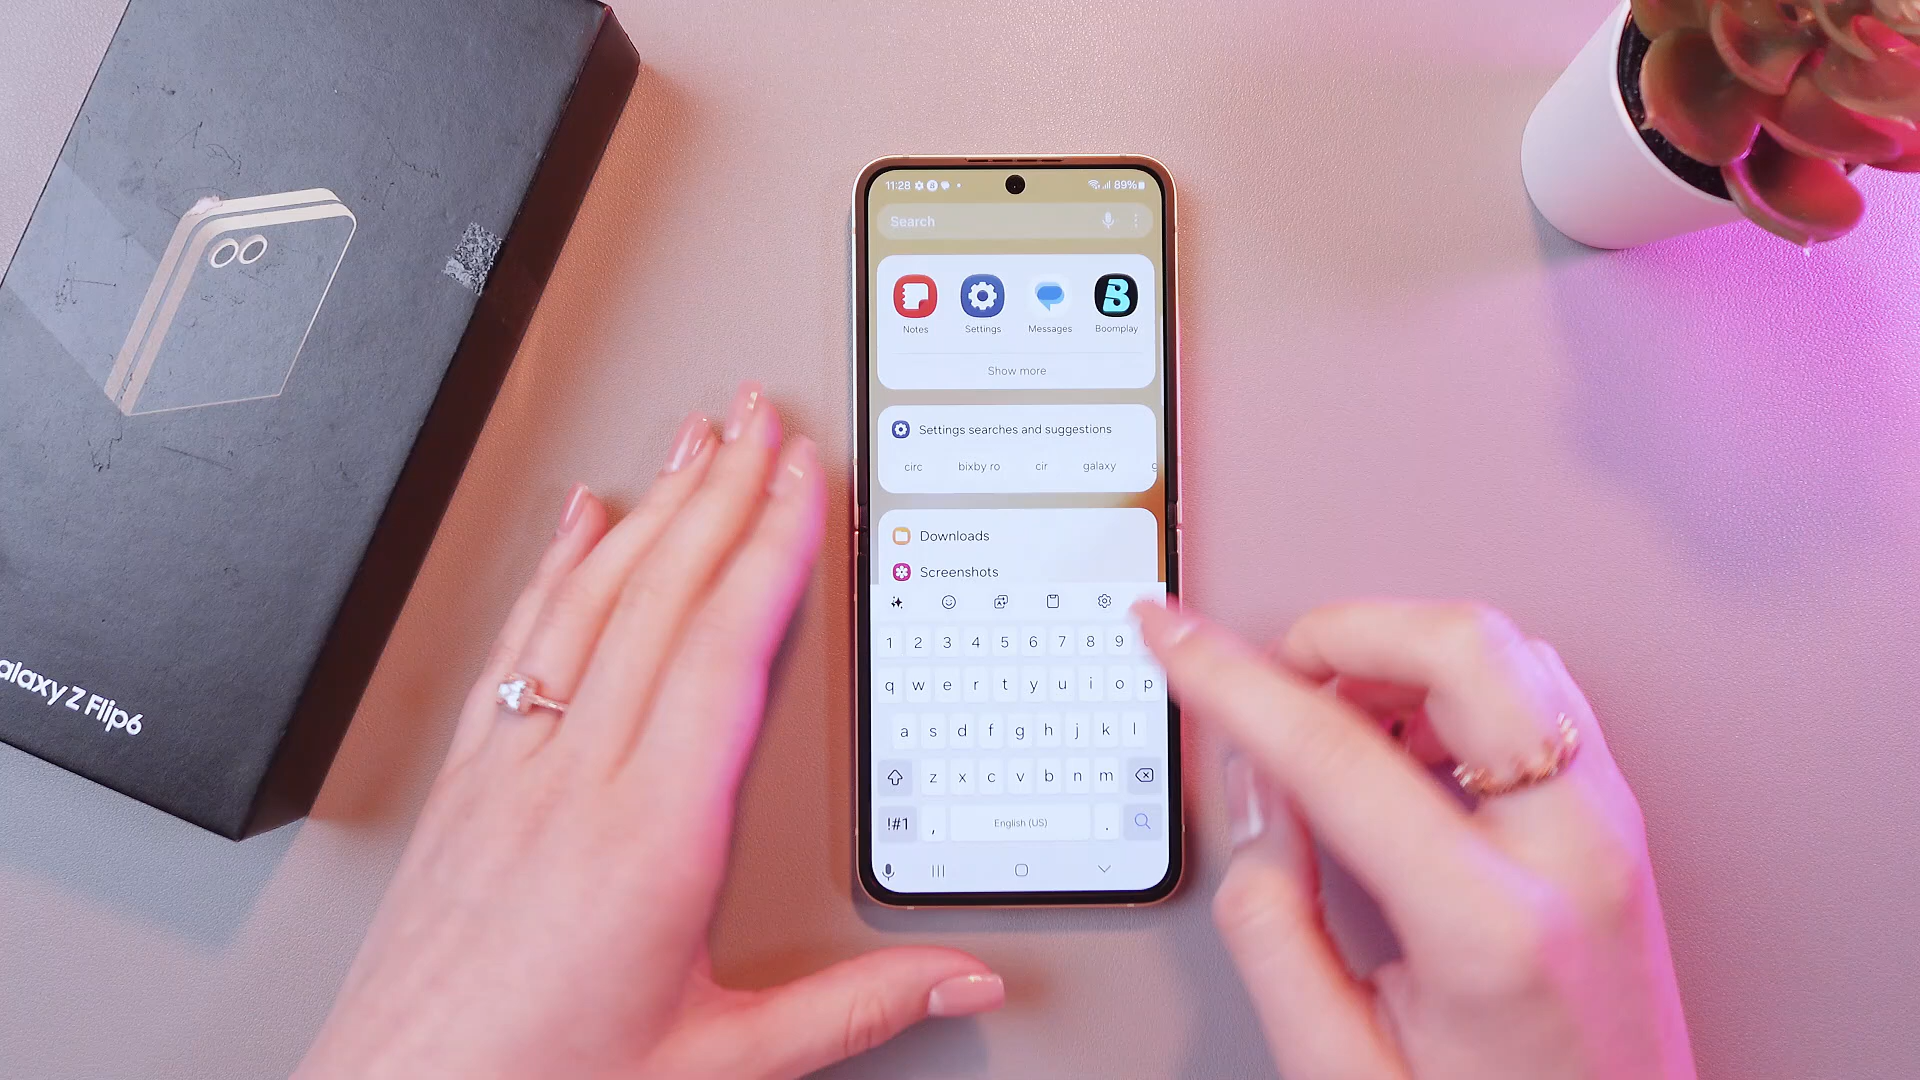 alaxy Z Flip6
11:28 89%
Search
Notes Settings Messages Boomplay
Show more
Settings searches and suggestions
circ bixby ro cir galaxy g
Downloads
Screenshots
1 2 3 4 5 6 7 8 9
q w e r t y u i o p
a s d f g h j k l
z x c v b n m
!#1 , English (US) .